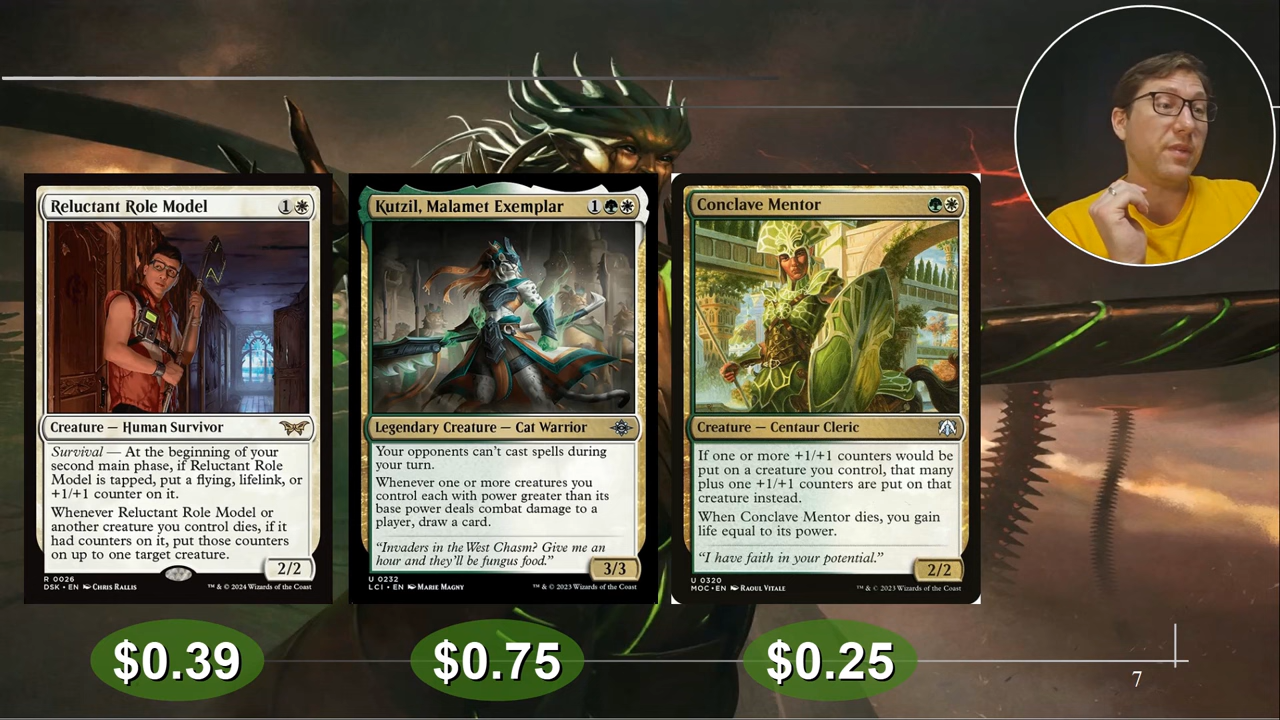 Reluctant Role Model 1
Creature — Human Survivor
Survival — At the beginning of your
second main phase, if Reluctant Role
Model is tapped, put a flying, lifelink, or
+1/+1 counter on it.
Whenever Reluctant Role Model or
another creature you control dies, if it
had counters on it, put those counters
on up to one target creature.
2/2
R 0026
DSK • EN Chris Rallis
™ & © 2024 Wizards of the Coast
$0.39
Kutzil, Malamet Exemplar 1
Legendary Creature — Cat Warrior
Your opponents can't cast spells during
your turn.
Whenever one or more creatures you
control each with power greater than its
base power deals combat damage to a
player, draw a card.
"Invaders in the West Chasm? Give me an
hour and they'll be fungus food."
3/3
U 0232
LCI • EN Marie Magny
™ & © 2023 Wizards of the Coast
$0.75
Conclave Mentor
Creature — Centaur Cleric
If one or more +1/+1 counters would be
put on a creature you control, that many
plus one +1/+1 counters are put on that
creature instead.
When Conclave Mentor dies, you gain
life equal to its power.
"I have faith in your potential."
2/2
U 0320
MOC • EN Raoul Vitale
™ & © 2023 Wizards of the Coast
$0.25
7